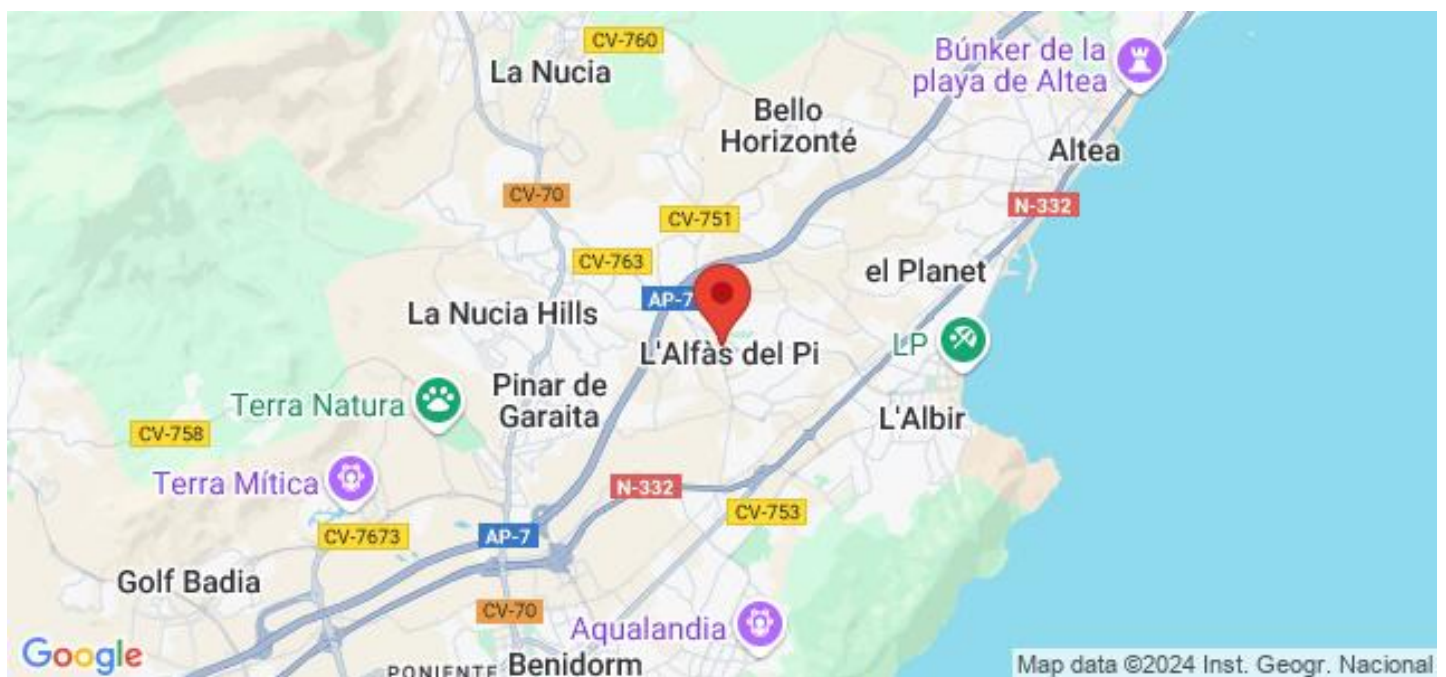 CV-760
La Nucia
Búnker de la
playa de Altea
Bello
Horizonté
Altea
CV-70
N-332
CV-751
CV-763
el Planet
AP-7
La Nucia Hills
LP
L'Alfàs del Pi
Pinar de
Garaita
Terra Natura
L'Albir
CV-758
Terra Mítica
N-332
CV-753
CV-7673
AP-7
Golf Badia
CV-70
Aqualandia
Google
PONIENTE
Benidorm
Map data ©2024 Inst. Geogr. Nacional